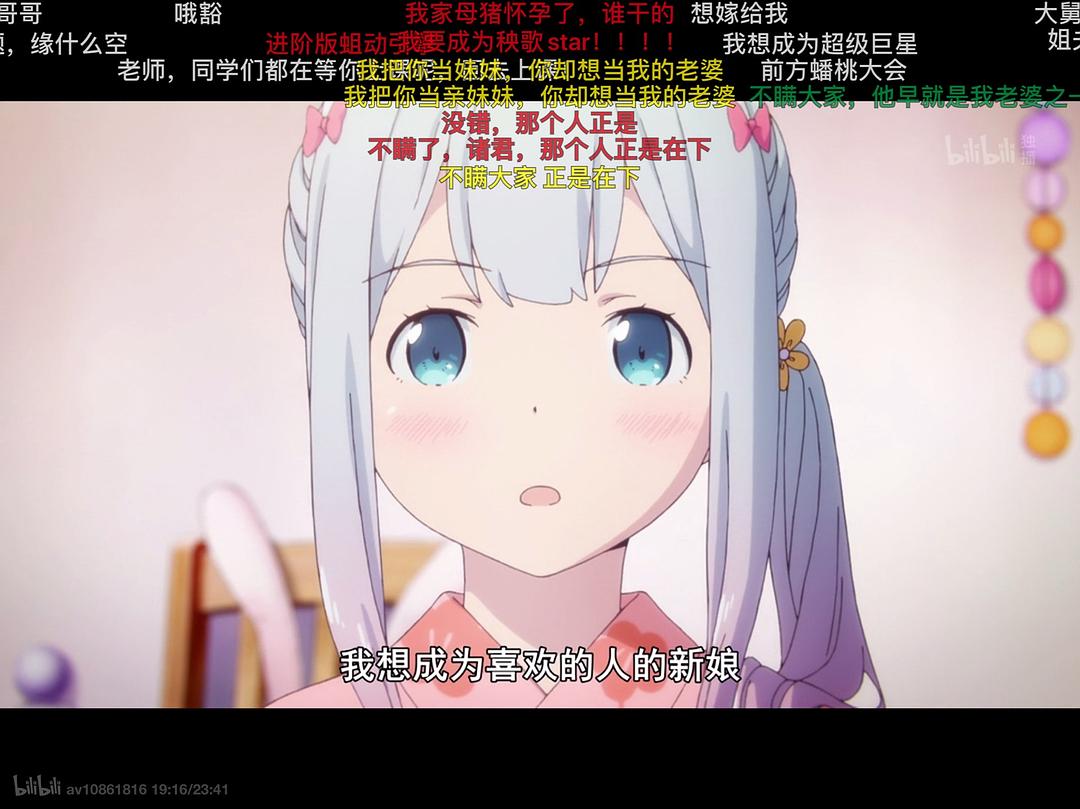 哥哥 哦豁 我家母猪怀孕了，谁干的 想嫁给我 大舅
，缘什么空 进阶版蛆动引擎 我要成为秧歌star！！！！ 我想成为超级巨星 姐夫
老师，同学们都在等你上课呢 我把你当妹妹，你却想当我的老婆 前方蟠桃大会
我把你当亲妹妹，你却想当我的老婆 不瞒大家，他早就是我老婆之一
没错，那个人正是
不瞒了，诸君，那个人正是在下
不瞒大家 正是在下
bilibili 独播
我想成为喜欢的人的新娘
bilibili av10861816 19:16/23:41